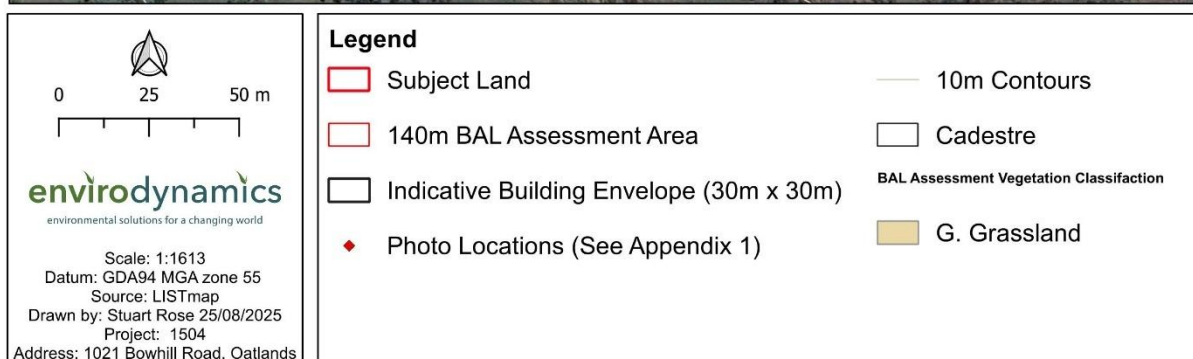 0 25 50 m
envirodynamics
environmental solutions for a changing world
Scale: 1:1613
Datum: GDA94 MGA zone 55
Source: LISTmap
Drawn by: Stuart Rose 25/08/2025
Project: 1504
Address: 1021 Bowhill Road, Oatlands
Legend
Subject Land
140m BAL Assessment Area
Indicative Building Envelope (30m x 30m)
Photo Locations (See Appendix 1)
10m Contours
Cadestre
BAL Assessment Vegetation Classifaction
G. Grassland